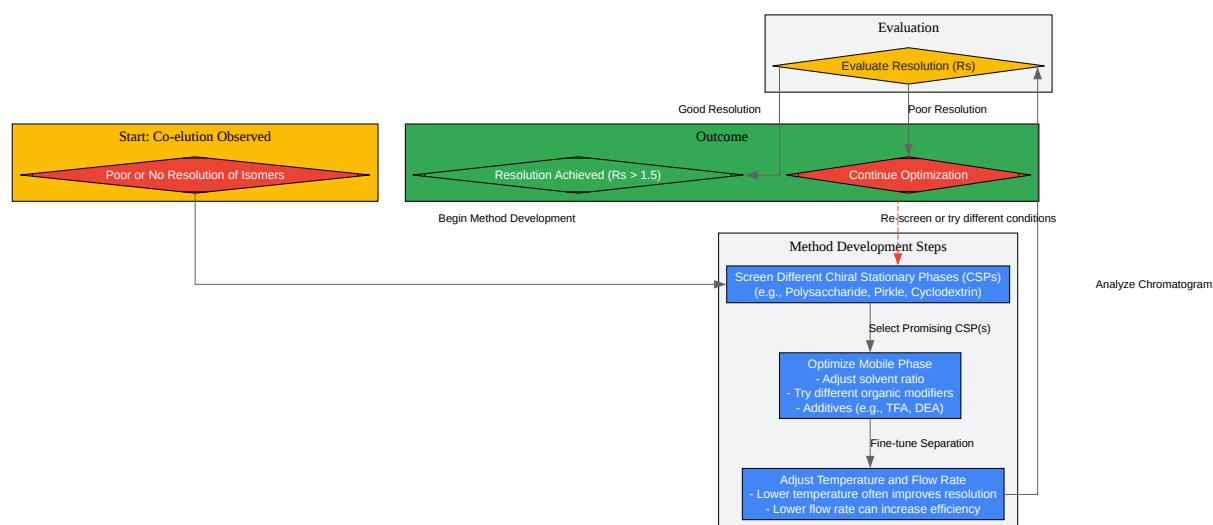 Evaluation
Evaluate Resolution (Rs)
Good Resolution
Poor Resolution
Start: Co-elution Observed
Poor or No Resolution of Isomers
Outcome
Resolution Achieved (Rs > 1.5)
Continue Optimization
Begin Method Development
Re-screen or try different conditions
Method Development Steps
Screen Different Chiral Stationary Phases (CSPs)
(e.g., Polysaccharide, Pirkle, Cyclodextrin)
Analyze Chromatogram
Select Promising CSP(s)
Optimize Mobile Phase
- Adjust solvent ratio
- Try different organic modifiers
- Additives (e.g., TFA, DEA)
Fine-tune Separation
Adjust Temperature and Flow Rate
- Lower temperature often improves resolution
- Lower flow rate can increase efficiency